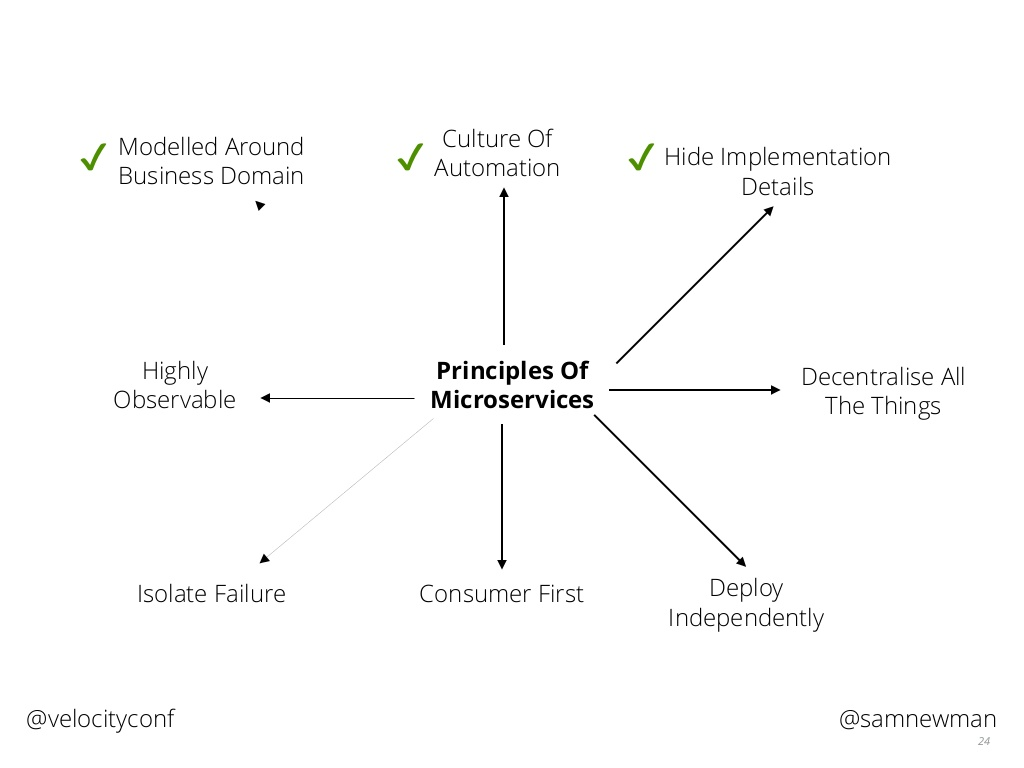 Modelled Around
Business Domain
Culture Of
Automation
Hide Implementation
Details
Highly
Observable
Principles Of
Microservices
Decentralise All
The Things
Isolate Failure
Consumer First
Deploy
Independently
@velocityconf
@samnewman
24